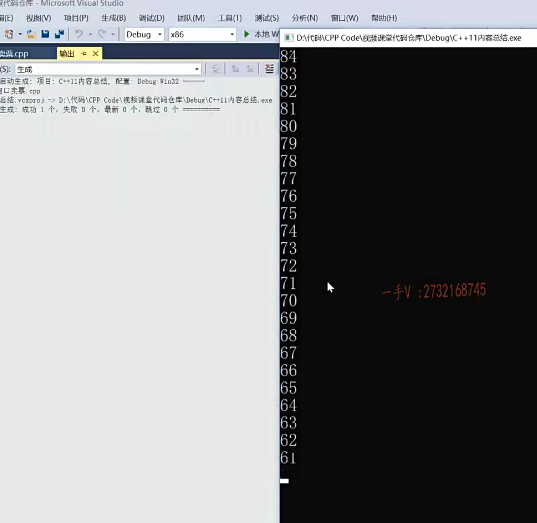 - Microsoft Visual Studio
视图(V) 项目(P) 生成(B) 调试(D) 团队(M) 工具(T) 测试(S) 分析(N) 窗口(W) 帮助(H)
Debug x86 本地 W
卖票.cpp 输出
(S): 生成
启动生成: 项目: C++11内容总结, 配置: Debug Win32 ------
口卖票.cpp
总结.vcxproj -> D:\代码\CPP Code\视频课堂代码仓库\Debug\C++11内容总结.exe
生成: 成功 1 个，失败 0 个，最新 0 个，跳过 0 个 ==========
D:\代码\CPP Code\视频课堂代码仓库\Debug\C++11内容总结.exe
84
83
82
81
80
79
78
77
76
75
74
73
72
71
70
69
68
67
66
65
64
63
62
61
一手V :2732168745